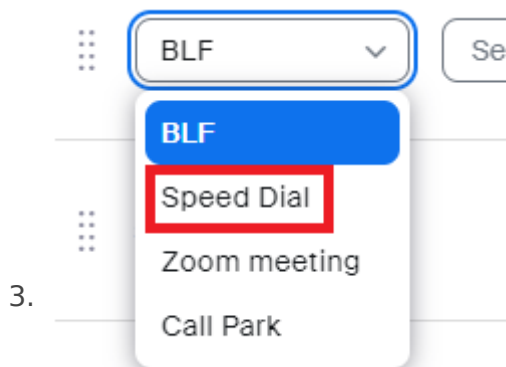 BLF
Se
BLF
Speed Dial
Zoom meeting
3.
Call Park